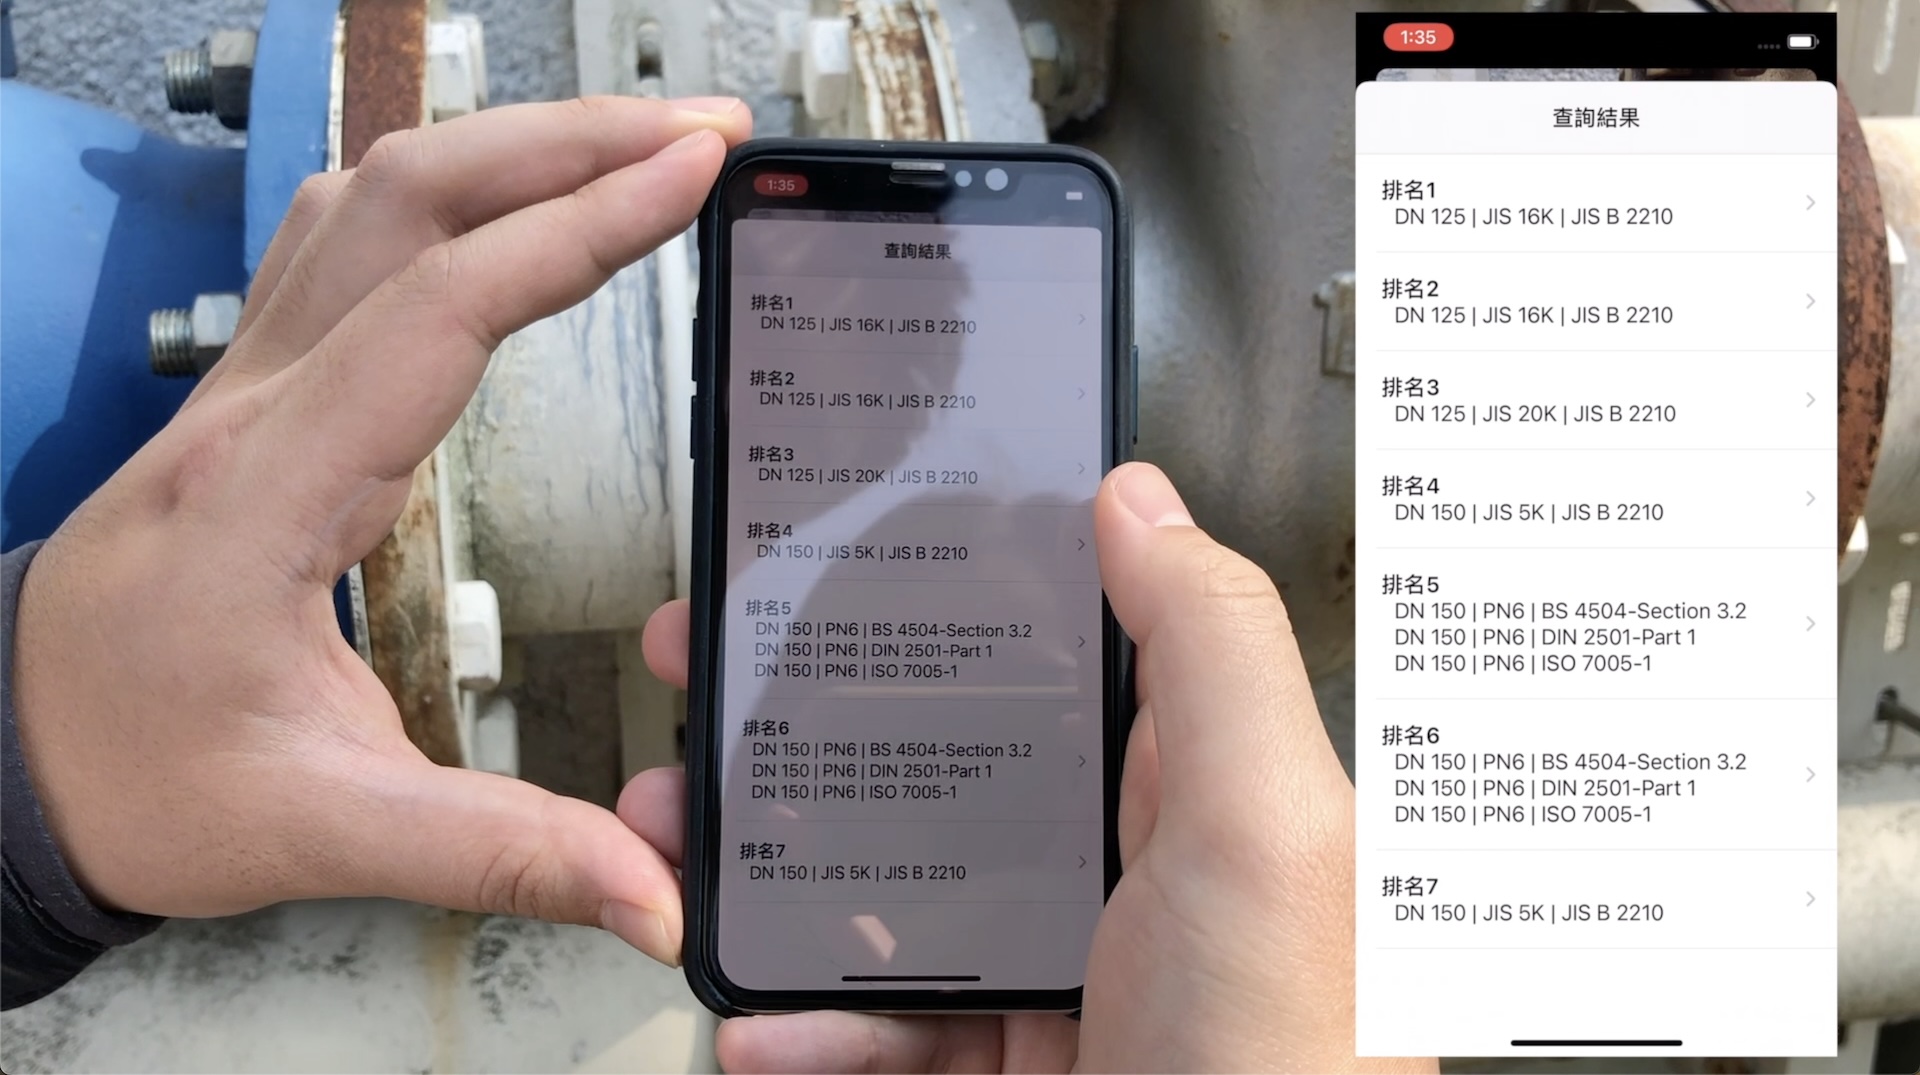 1:35
查詢結果
排名1
DN 125 | JIS 16K | JIS B 2210
排名2
DN 125 | JIS 16K | JIS B 2210
排名3
DN 125 | JIS 20K | JIS B 2210
排名4
DN 150 | JIS 5K | JIS B 2210
排名5
DN 150 | PN6 | BS 4504-Section 3.2
DN 150 | PN6 | DIN 2501-Part 1
DN 150 | PN6 | ISO 7005-1
排名6
DN 150 | PN6 | BS 4504-Section 3.2
DN 150 | PN6 | DIN 2501-Part 1
DN 150 | PN6 | ISO 7005-1
排名7
DN 150 | JIS 5K | JIS B 2210
1:35
查詢結果
排名1
DN 125 | JIS 16K | JIS B 2210
排名2
DN 125 | JIS 16K | JIS B 2210
排名3
DN 125 | JIS 20K | JIS B 2210
排名4
DN 150 | JIS 5K | JIS B 2210
排名5
DN 150 | PN6 | BS 4504-Section 3.2
DN 150 | PN6 | DIN 2501-Part 1
DN 150 | PN6 | ISO 7005-1
排名6
DN 150 | PN6 | BS 4504-Section 3.2
DN 150 | PN6 | DIN 2501-Part 1
DN 150 | PN6 | ISO 7005-1
排名7
DN 150 | JIS 5K | JIS B 2210